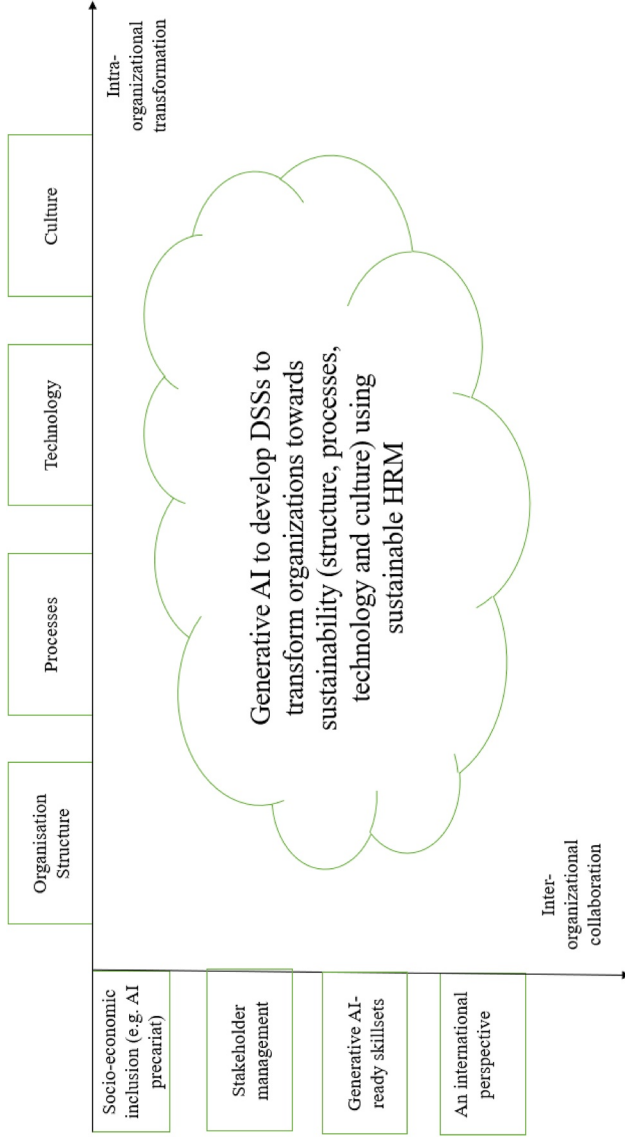 Organisation
Structure
Processes
Technology
Culture
Intra-
organizational
transformation
Socio-economic
inclusion (e.g. AI
precariat)
Stakeholder
management
Generative AI-
ready skillsets
An international
perspective
Generative AI to develop DSSs to
transform organizations towards
sustainability (structure, processes,
technology and culture) using
sustainable HRM
Inter-
organizational
collaboration